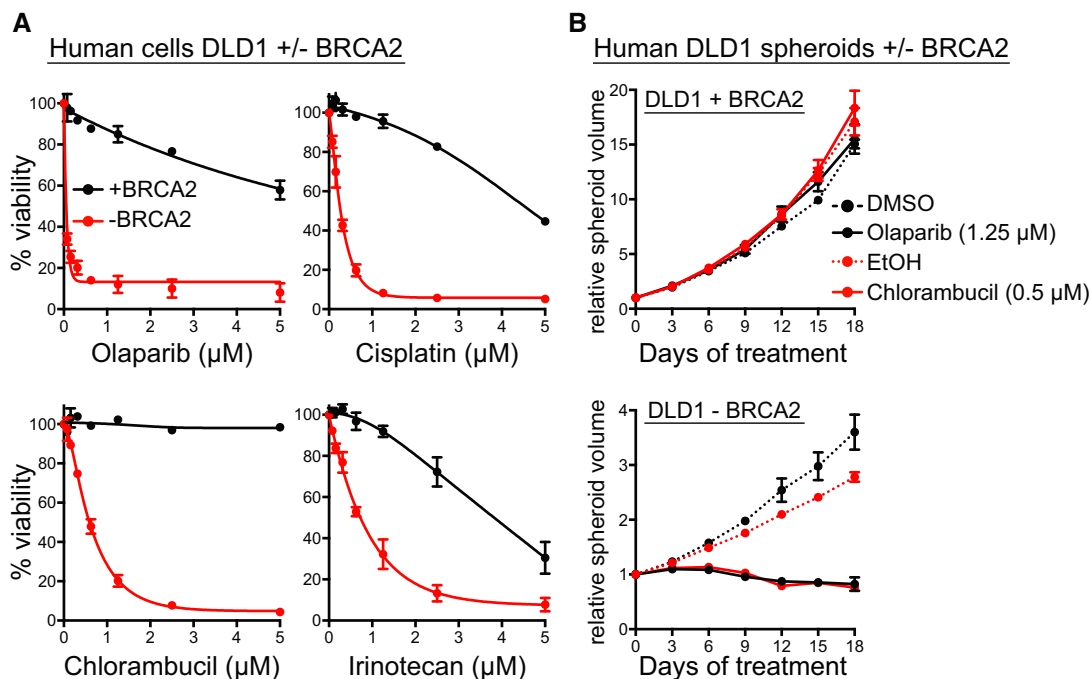 A
Human cells DLD1 +/- BRCA2
% viability
100
80
60
40
20
0
+BRCA2
-BRCA2
0 1 2 3 4 5
Olaparib (µM)
100
80
60
40
20
0
0 1 2 3 4 5
Cisplatin (µM)
% viability
100
80
60
40
20
0
0 1 2 3 4 5
Chlorambucil (µM)
100
80
60
40
20
0
0 1 2 3 4 5
Irinotecan (µM)
B
Human DLD1 spheroids +/- BRCA2
relative spheroid volume
20
15
10
5
0
DLD1 + BRCA2
DMSO
Olaparib (1.25 µM)
EtOH
Chlorambucil (0.5 µM)
0 3 6 9 12 15 18
Days of treatment
relative spheroid volume
4
3
2
1
0
DLD1 - BRCA2
0 3 6 9 12 15 18
Days of treatment